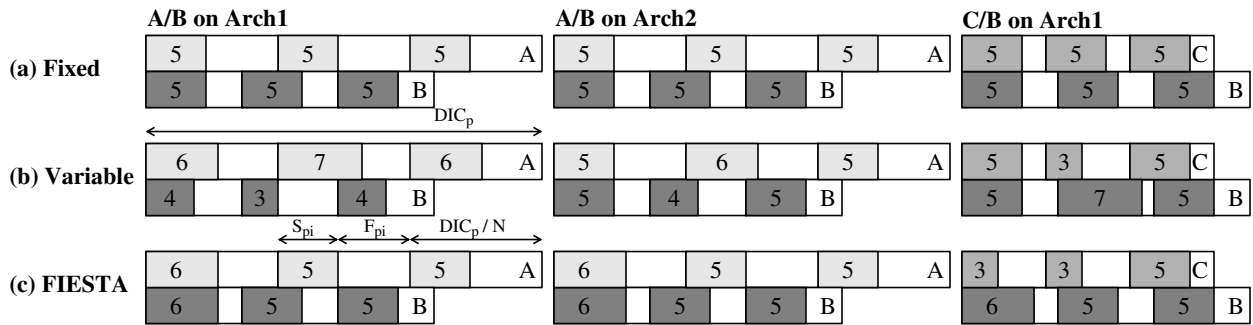 A/B on Arch1 A/B on Arch2 C/B on Arch1
(a) Fixed
5 5 5 A 5 5 5 A 5 5 5 C
5 5 5 B 5 5 5 B 5 5 5 B
DICp
(b) Variable
6 7 6 A 5 6 5 A 5 3 5 C
4 3 4 B 5 4 5 B 5 7 5 B
Spi Fpi DICp / N
(c) FIESTA
6 5 5 A 6 5 5 A 3 3 5 C
6 5 5 B 6 5 5 B 6 5 5 B